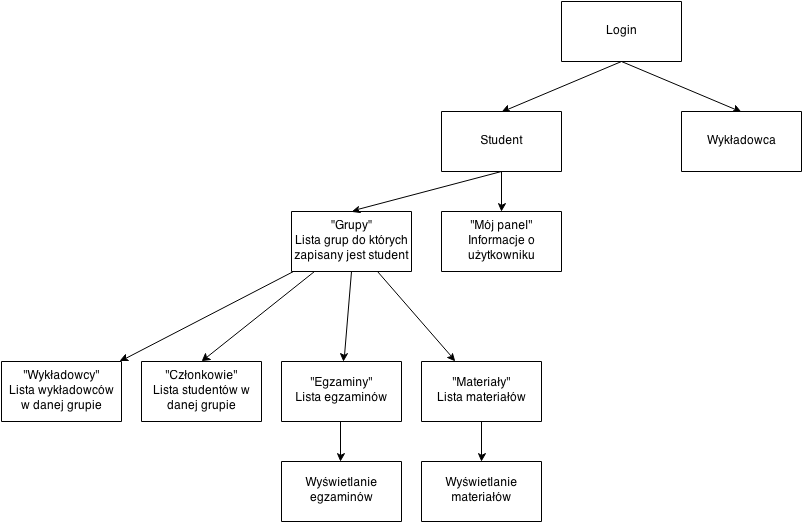 Login
Student
Wykładowca
"Grupy"
Lista grup do których
zapisany jest student
"Mój panel"
Informacje o
użytkowniku
"Wykładowcy"
Lista wykładowców
w danej grupie
"Członkowie"
Lista studentów w
danej grupie
"Egzaminy"
Lista egzaminów
"Materiały"
Lista materiałów
Wyświetlanie
egzaminów
Wyświetlanie
materiałów